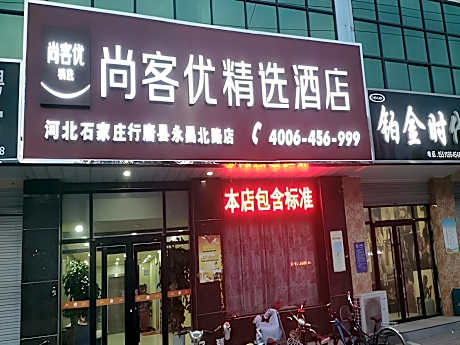 尚客优
精选
尚客优精选酒店
河北石家庄行唐县永昌北路店
4006-456-999
本店包含标准
铂金时代